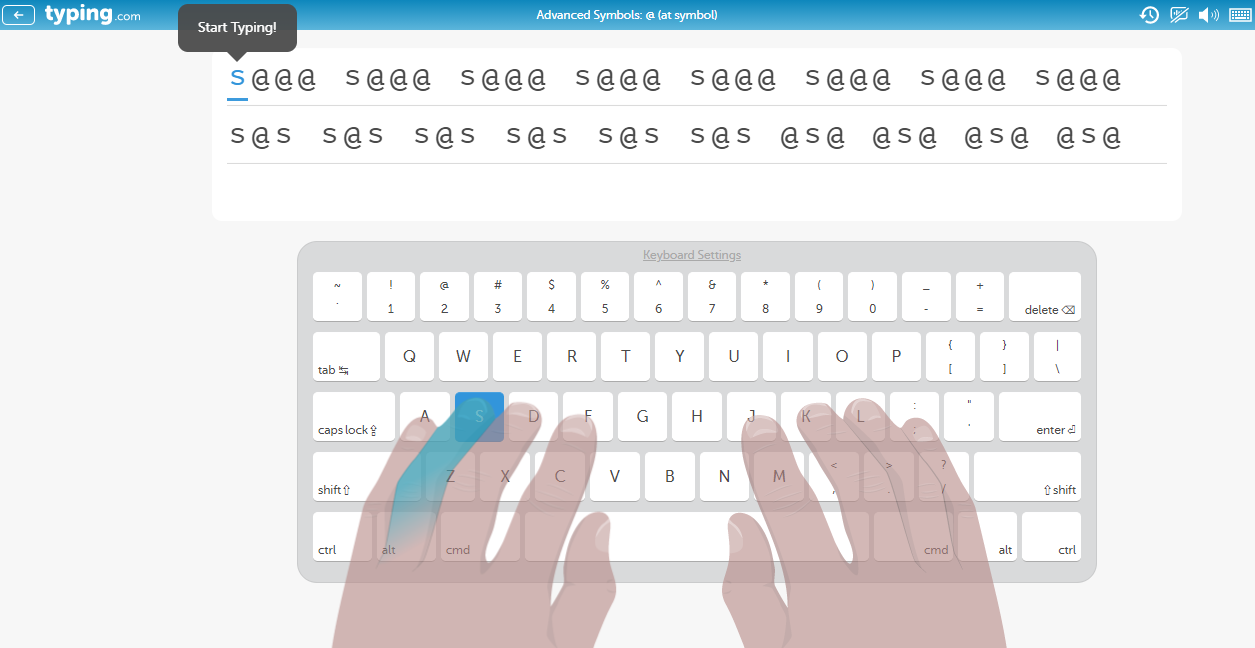 typing.com
Advanced Symbols: @ (at symbol)
Start Typing!
s@@@ s@@@ s@@@ s@@@ s@@@ s@@@ s@@@ s@@@
s@s s@s s@s s@s s@s s@s @s@ @s@ @s@ @s@
Keyboard Settings
~ ! @ # $ % ^ & * ( ) _ +
` 1 2 3 4 5 6 7 8 9 0 - = delete
tab Q W E R T Y U I O P { [ } ] | \
caps lock A S D F G H J K L : ; " ' enter
shift Z X C V B N M < , > . ? / shift
ctrl alt cmd cmd alt ctrl